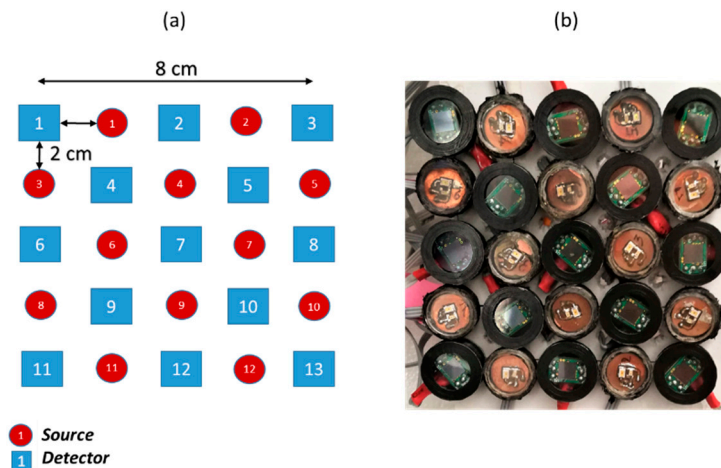 (a)
(b)
8 cm
1 1 2 2 3
2 cm
3 4 4 5 5
6 6 7 7 8
8 9 9 10 10
11 11 12 12 13
1 Source
1 Detector